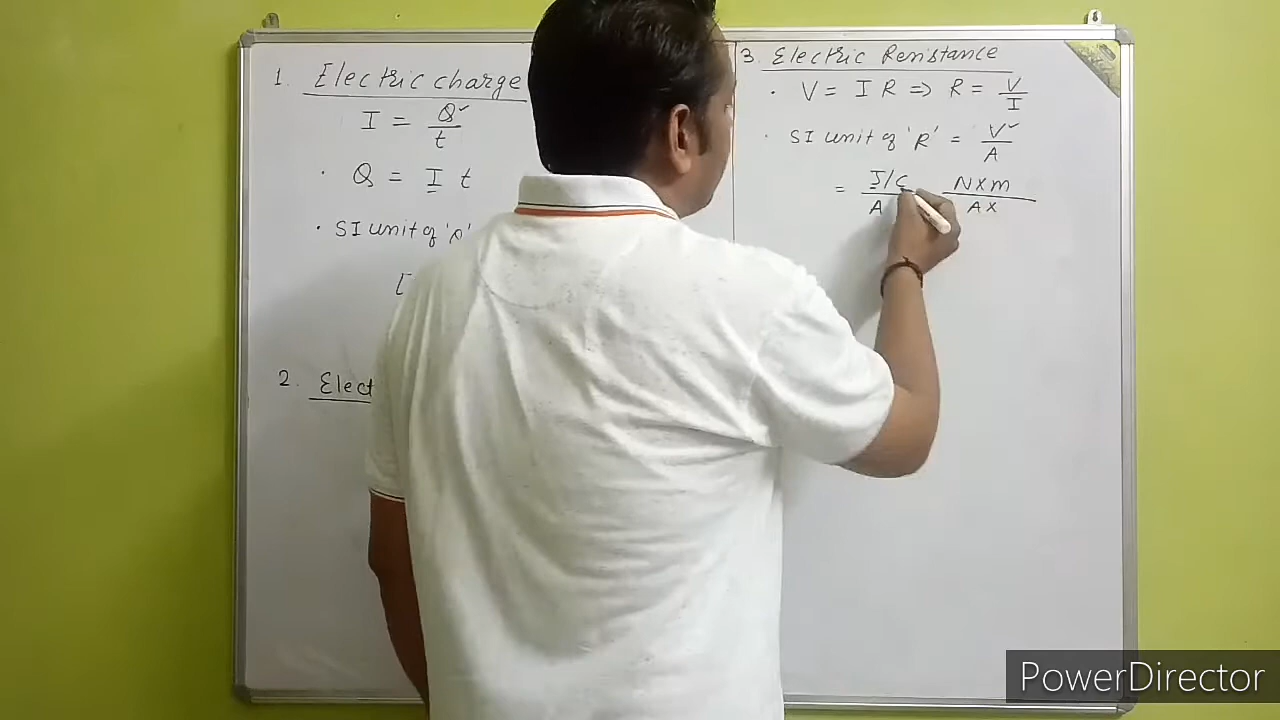 1. Electric charge
I = Q/t
· Q = I t
· SI unit of 'Q'
[
2. Elect
3. Electric Resistance
· V = I R ⇒ R = V/I
· SI unit of 'R' = V/A
= J/C / A N×m / A×
PowerDirector